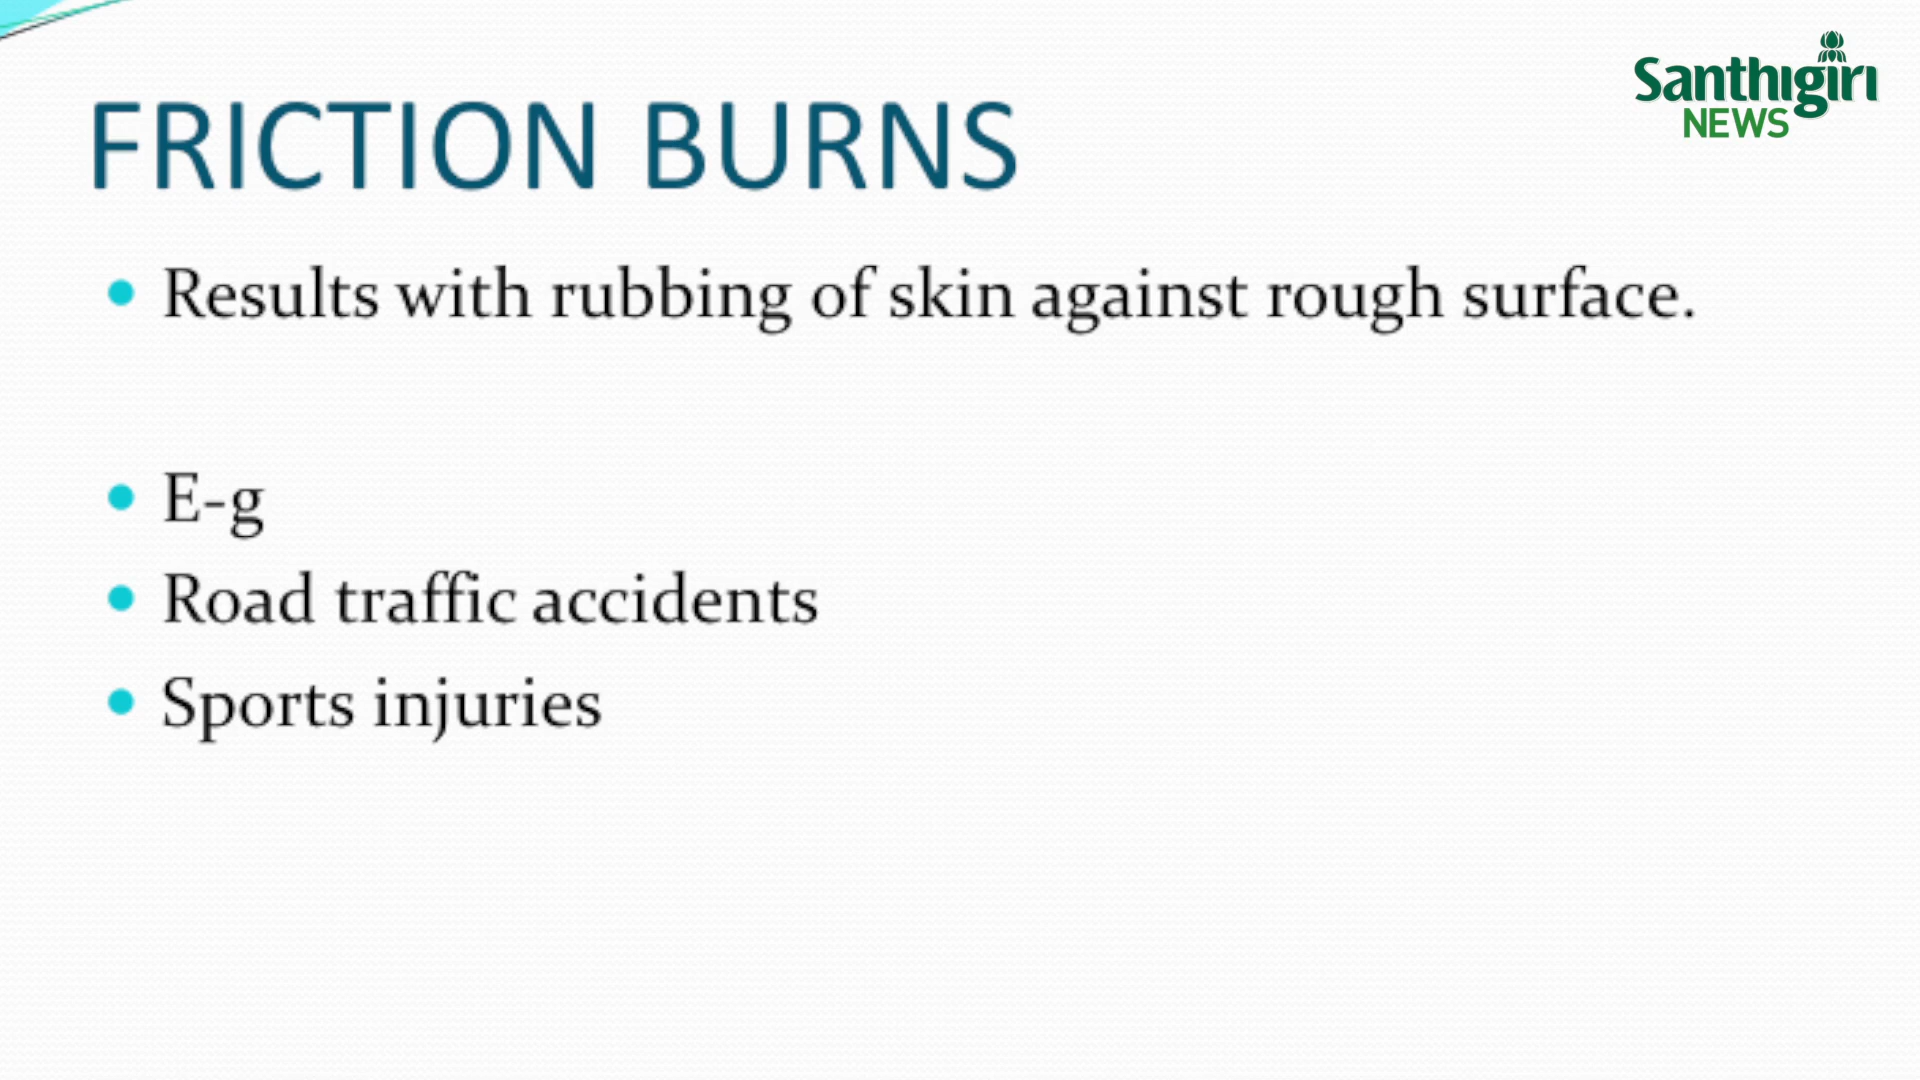 Santhigiri
NEWS
FRICTION BURNS
• Results with rubbing of skin against rough surface.
• E-g
• Road traffic accidents
• Sports injuries